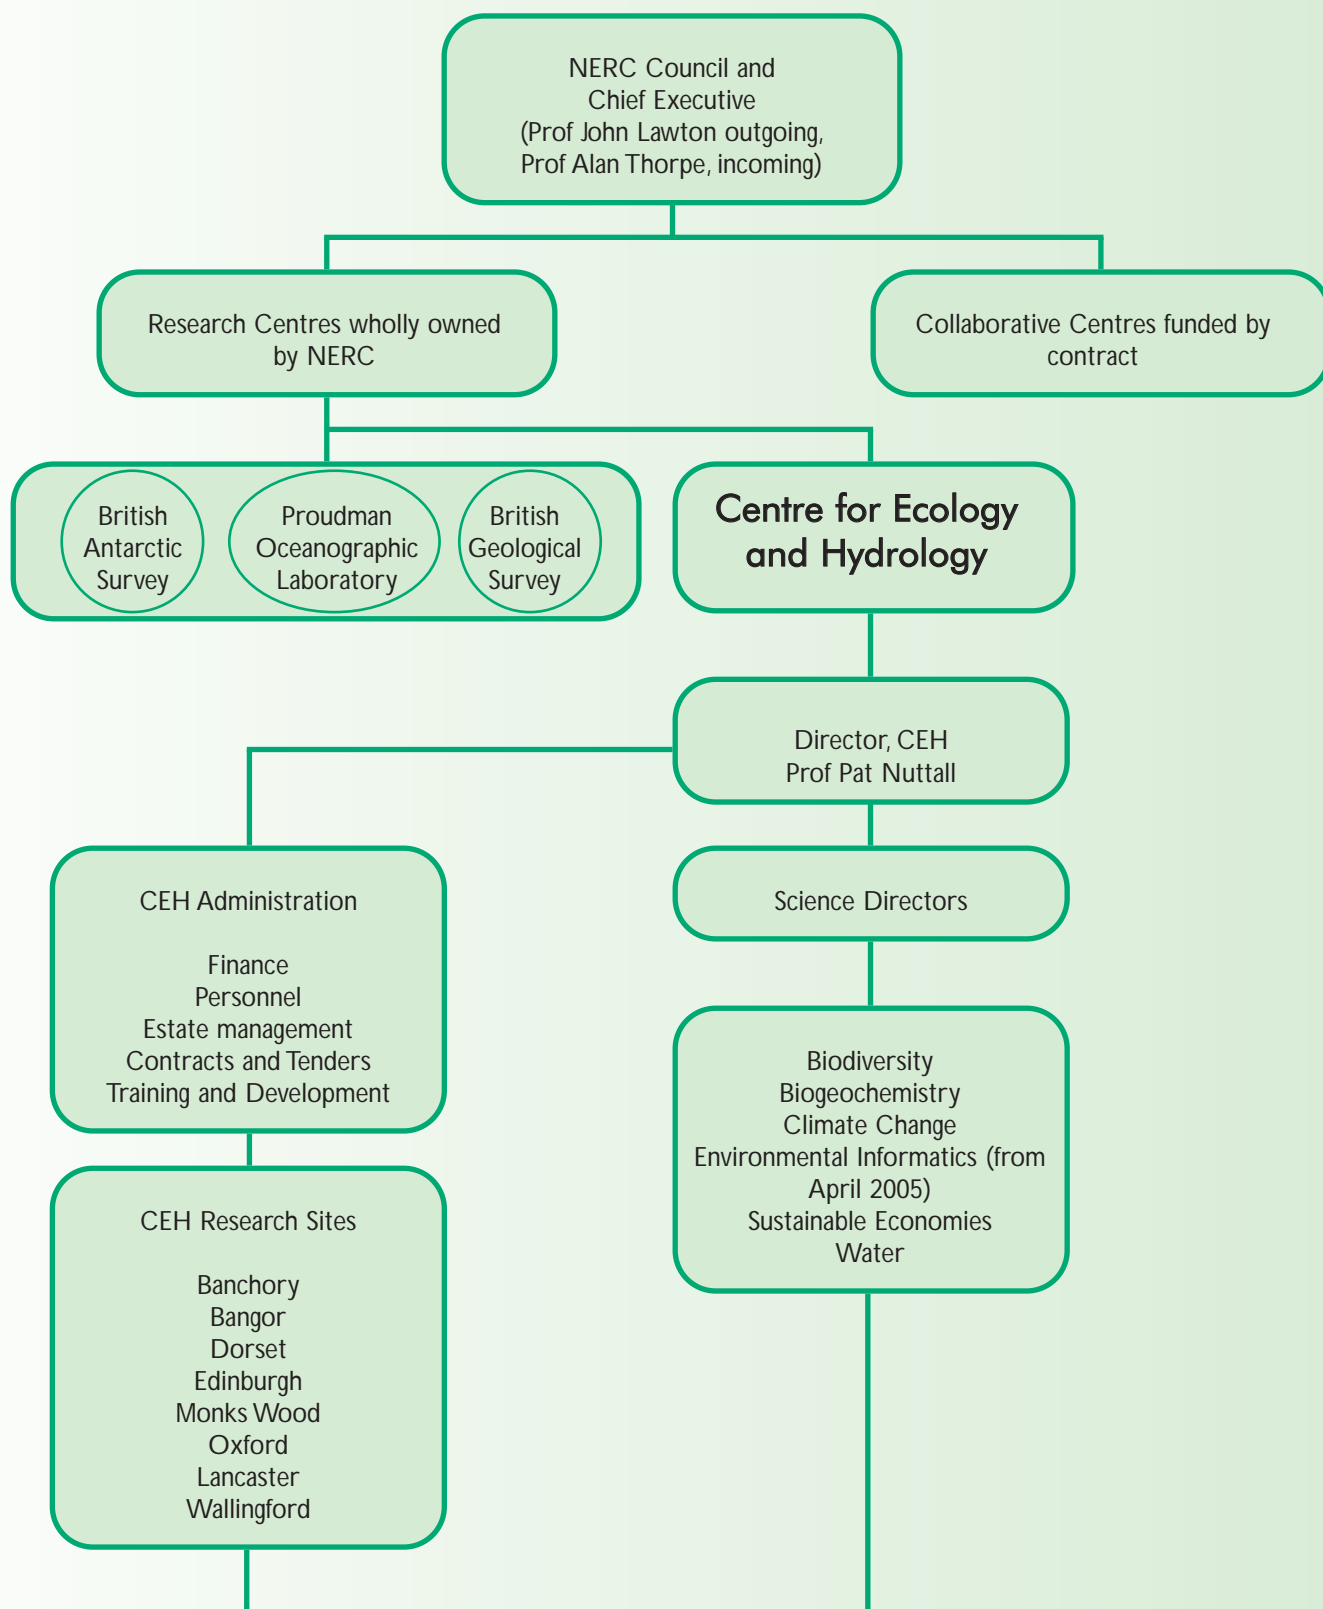 NERC Council and
Chief Executive
(Prof John Lawton outgoing,
Prof Alan Thorpe, incoming)
Research Centres wholly owned
by NERC
Collaborative Centres funded by
contract
British
Antarctic
Survey
Proudman
Oceanographic
Laboratory
British
Geological
Survey
Centre for Ecology
and Hydrology
Director, CEH
Prof Pat Nuttall
CEH Administration
Finance
Personnel
Estate management
Contracts and Tenders
Training and Development
Science Directors
Biodiversity
Biogeochemistry
Climate Change
Environmental Informatics (from
April 2005)
Sustainable Economies
Water
CEH Research Sites
Banchory
Bangor
Dorset
Edinburgh
Monks Wood
Oxford
Lancaster
Wallingford